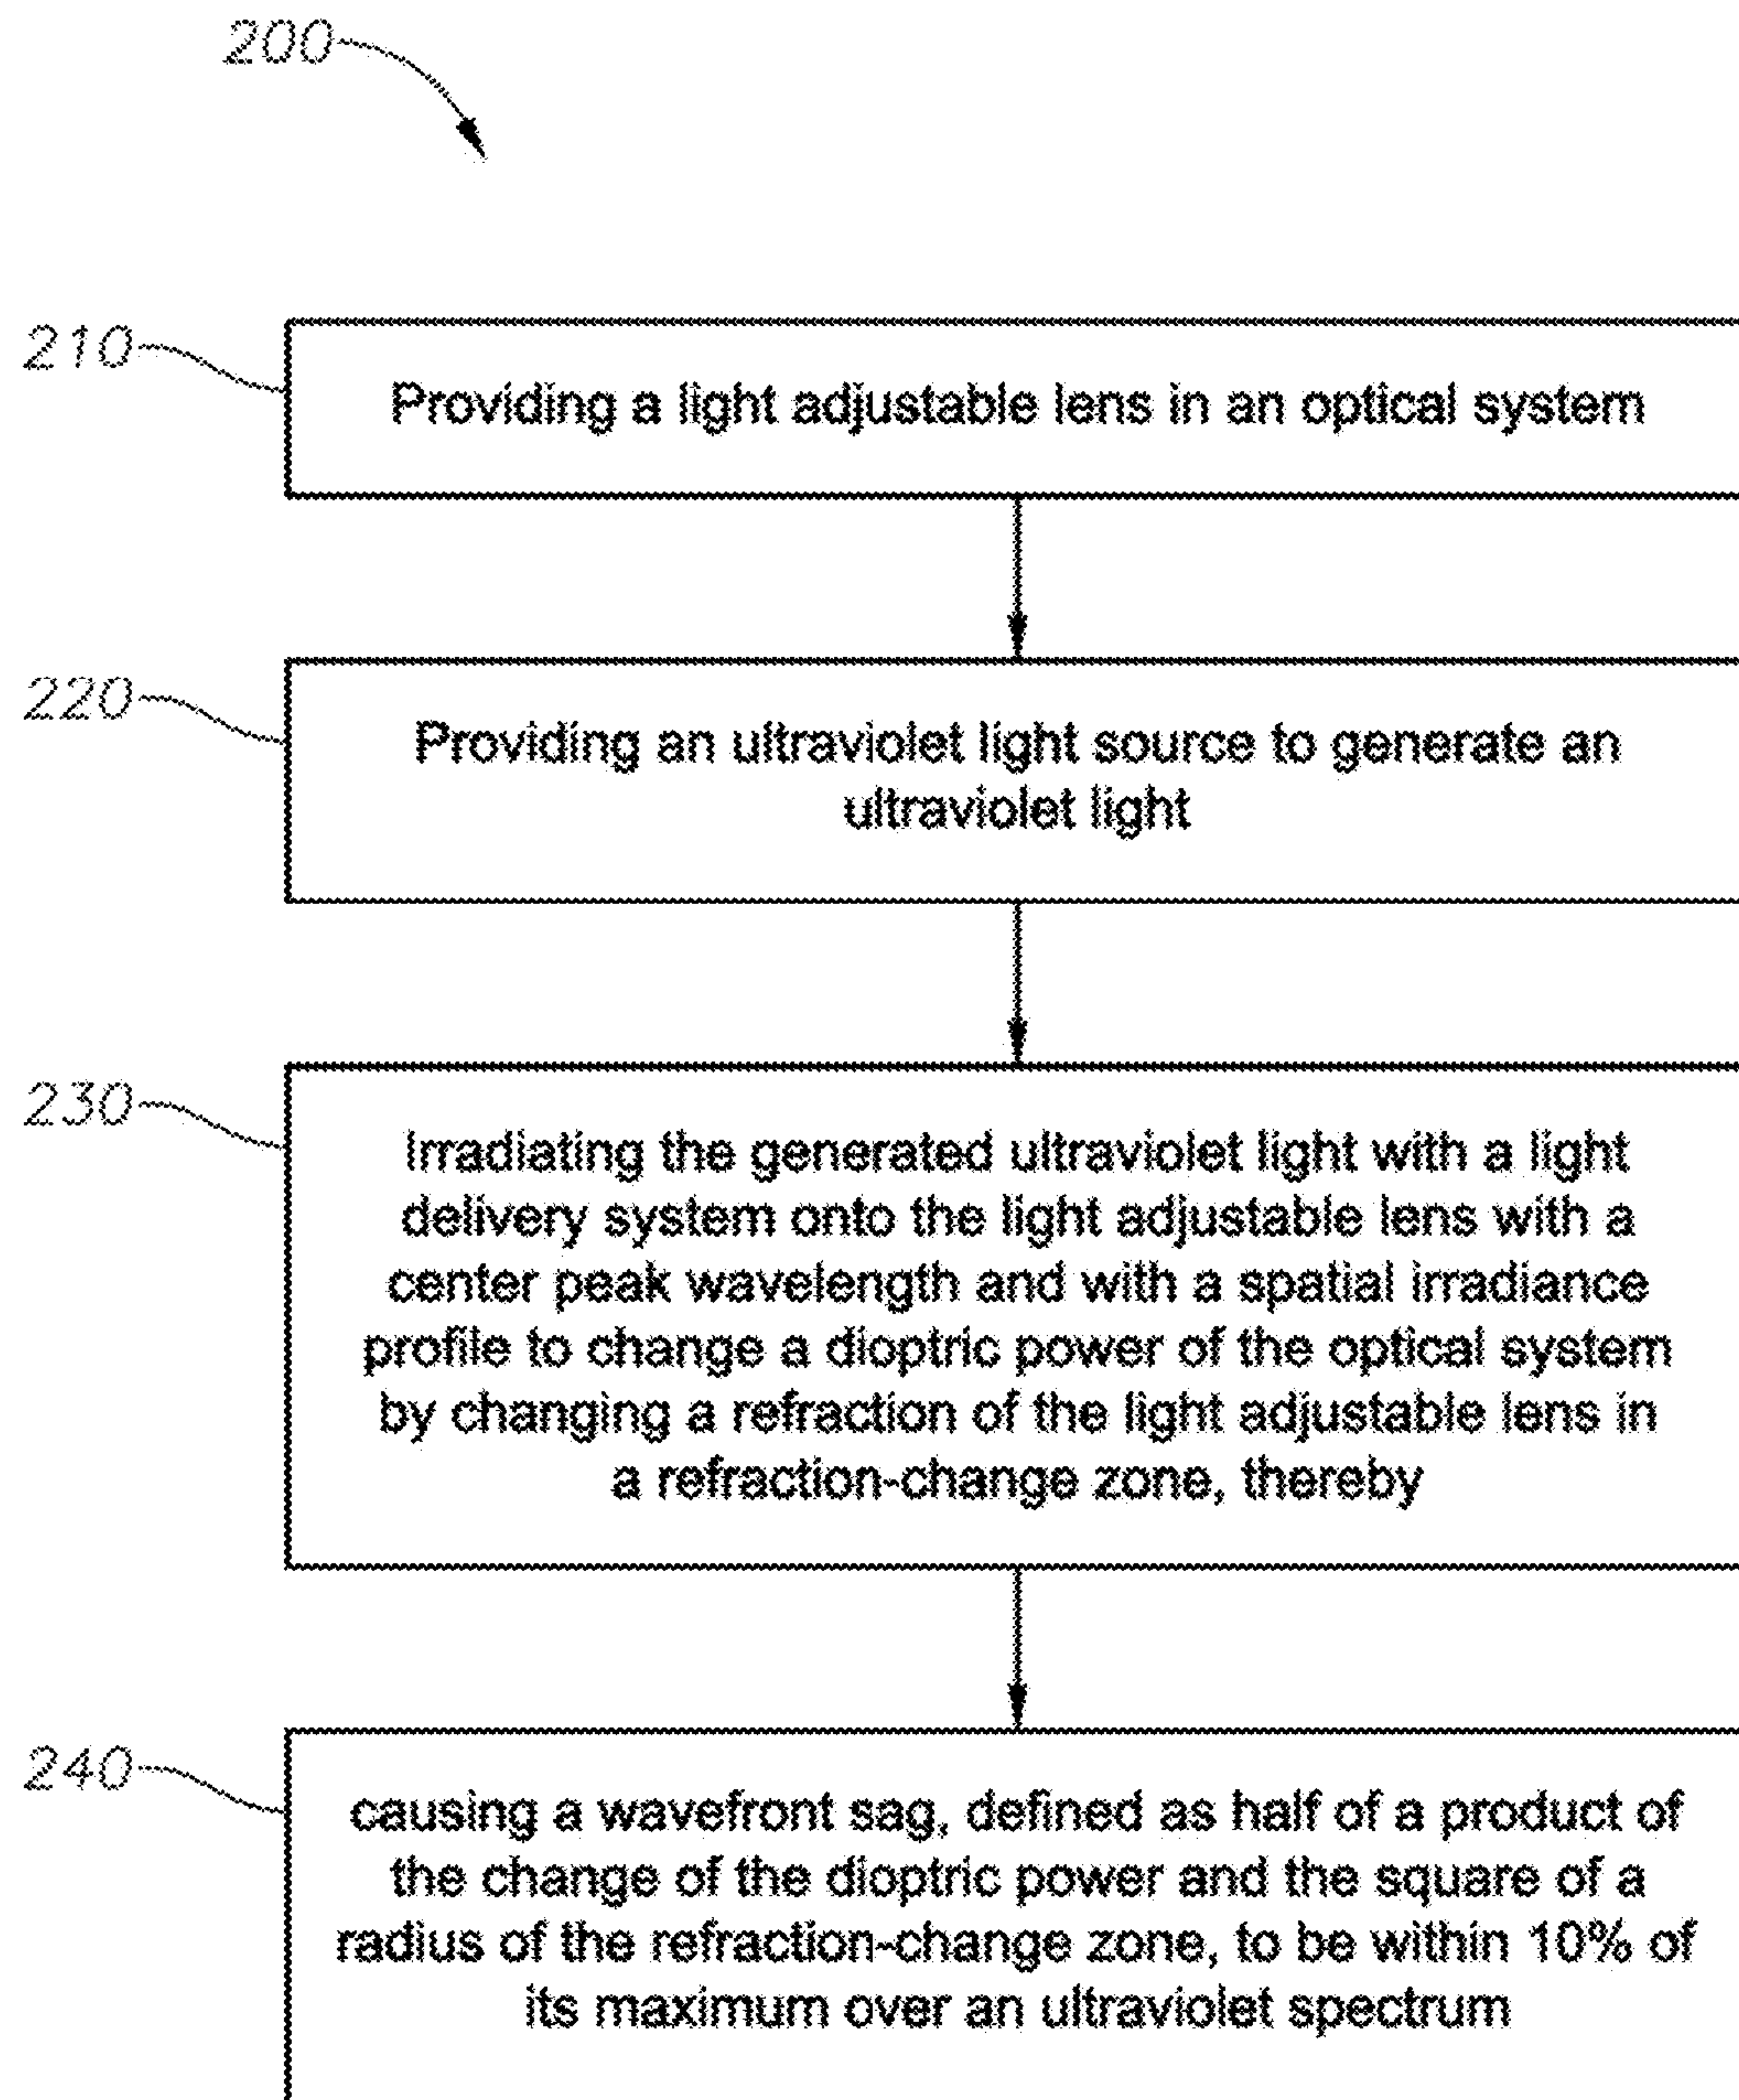 200
210
Providing a light adjustable lens in an optical system
220
Providing an ultraviolet light source to generate an
ultraviolet light
230
Irradiating the generated ultraviolet light with a light
delivery system onto the light adjustable lens with a
center peak wavelength and with a spatial irradiance
profile to change a dioptric power of the optical system
by changing a refraction of the light adjustable lens in
a refraction-change zone, thereby
240
causing a wavefront sag, defined as half of a product of
the change of the dioptric power and the square of a
radius of the refraction-change zone, to be within 10% of
its maximum over an ultraviolet spectrum